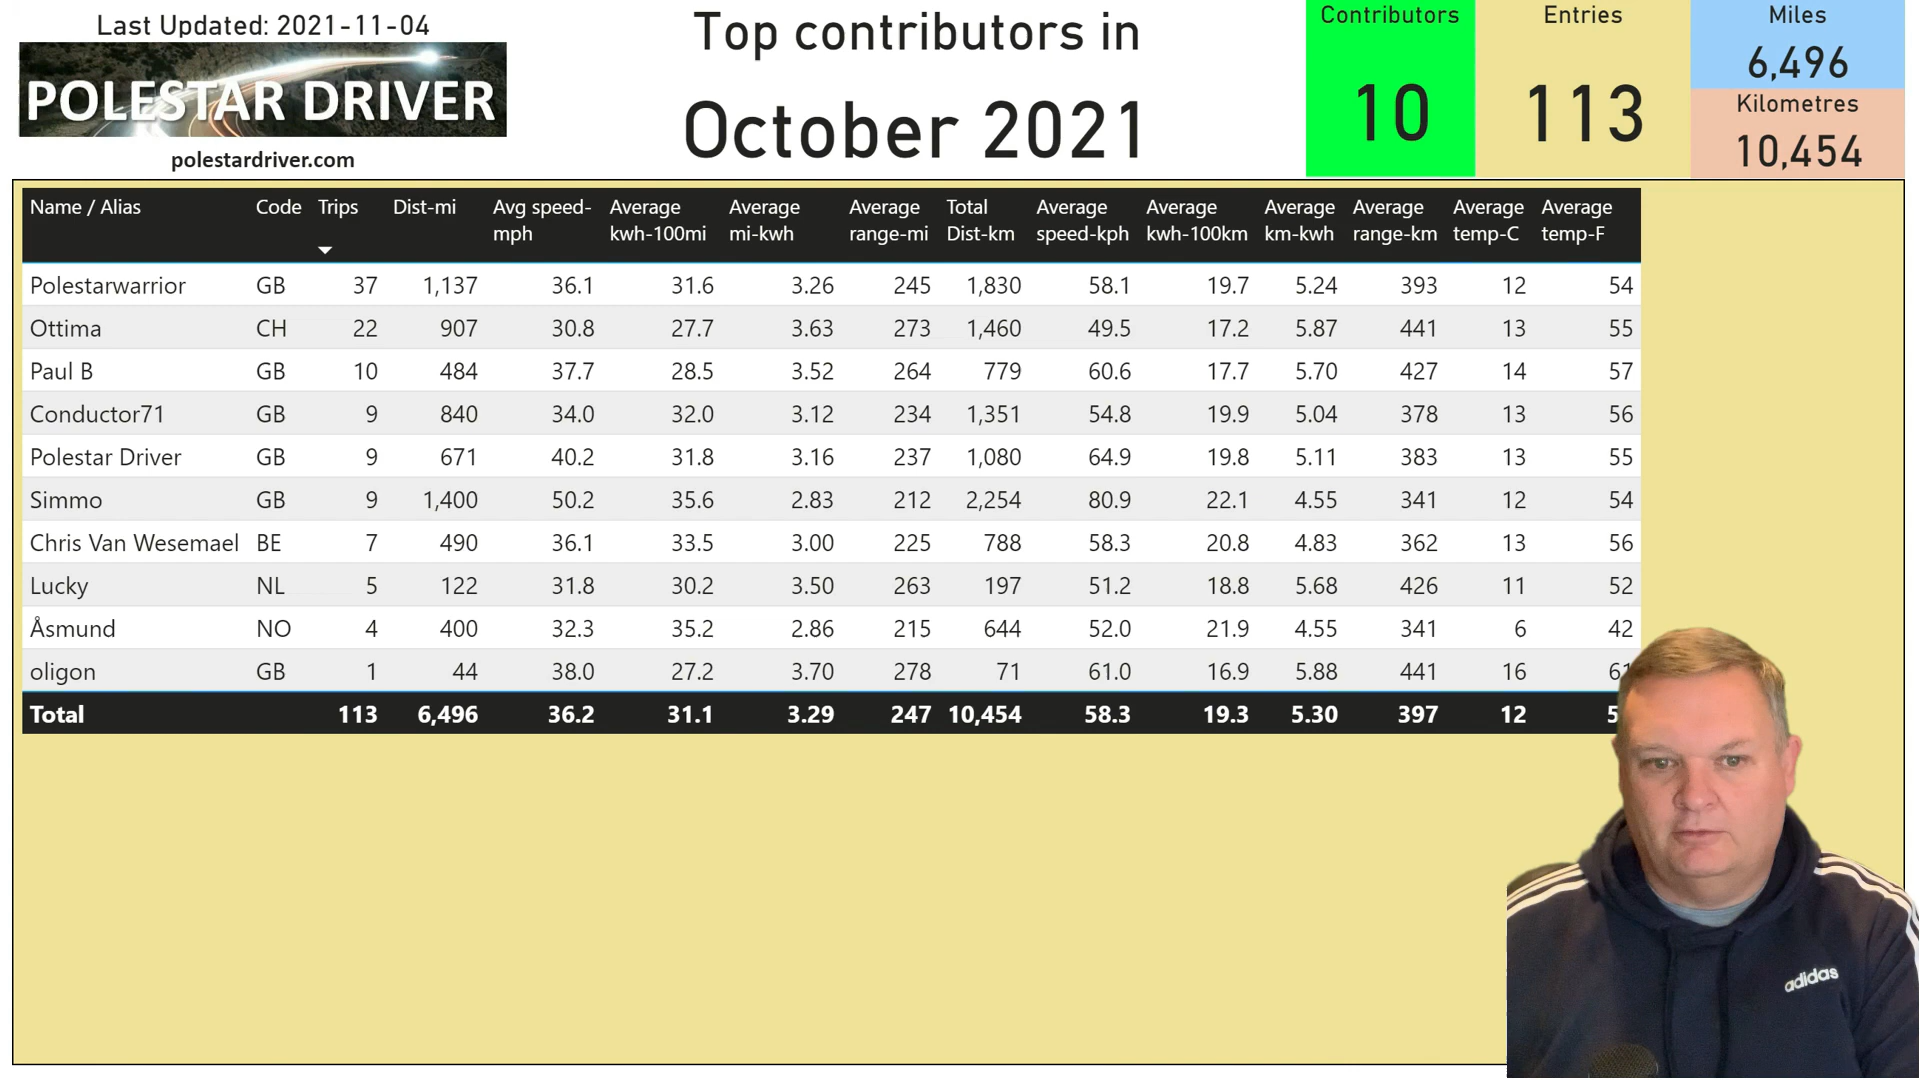 Last Updated: 2021-11-04
POLESTAR DRIVER
polestardriver.com
Top contributors in
October 2021
Contributors
10
Entries
113
Miles
6,496
Kilometres
10,454
Name / Alias Code Trips Dist-mi Avg speed-mph Average kwh-100mi Average mi-kwh Average range-mi Total Dist-km Average speed-kph Average kwh-100km Average km-kwh Average range-km Average temp-C Average temp-F
Polestarwarrior GB 37 1,137 36.1 31.6 3.26 245 1,830 58.1 19.7 5.24 393 12 54
Ottima CH 22 907 30.8 27.7 3.63 273 1,460 49.5 17.2 5.87 441 13 55
Paul B GB 10 484 37.7 28.5 3.52 264 779 60.6 17.7 5.70 427 14 57
Conductor71 GB 9 840 34.0 32.0 3.12 234 1,351 54.8 19.9 5.04 378 13 56
Polestar Driver GB 9 671 40.2 31.8 3.16 237 1,080 64.9 19.8 5.11 383 13 55
Simmo GB 9 1,400 50.2 35.6 2.83 212 2,254 80.9 22.1 4.55 341 12 54
Chris Van Wesemael BE 7 490 36.1 33.5 3.00 225 788 58.3 20.8 4.83 362 13 56
Lucky NL 5 122 31.8 30.2 3.50 263 197 51.2 18.8 5.68 426 11 52
Åsmund NO 4 400 32.3 35.2 2.86 215 644 52.0 21.9 4.55 341 6 42
oligon GB 1 44 38.0 27.2 3.70 278 71 61.0 16.9 5.88 441 16 61
Total 113 6,496 36.2 31.1 3.29 247 10,454 58.3 19.3 5.30 397 12
adidas